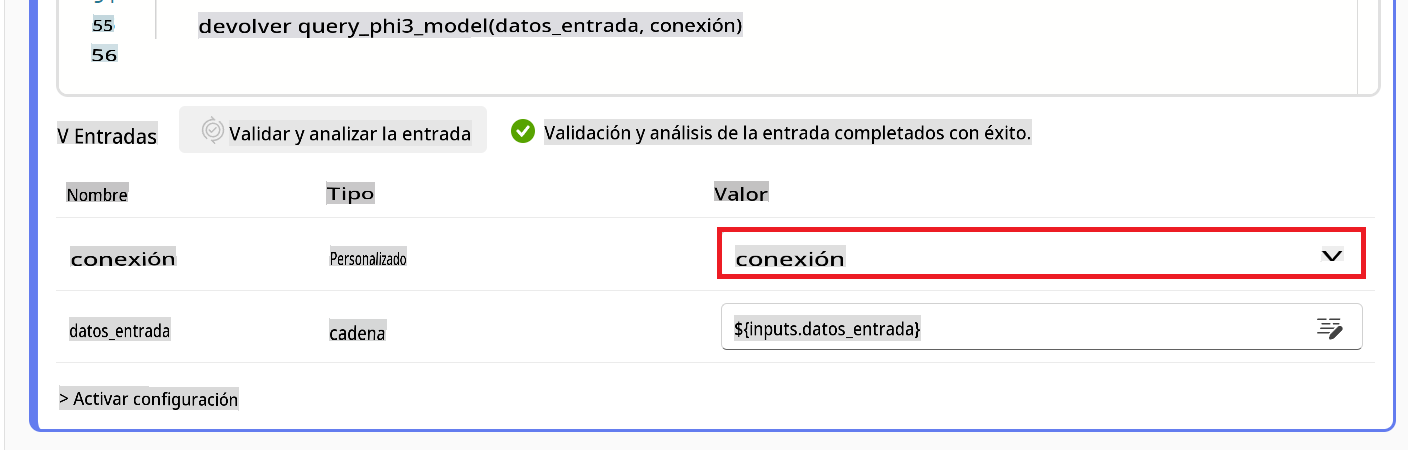 55 devolver query_phi3_model(datos_entrada, conexión)
56
V Entradas Validar y analizar la entrada Validación y análisis de la entrada completados con éxito.
Nombre Tipo Valor
conexión Personalizado conexión
datos_entrada cadena ${inputs.datos_entrada}
> Activar configuración